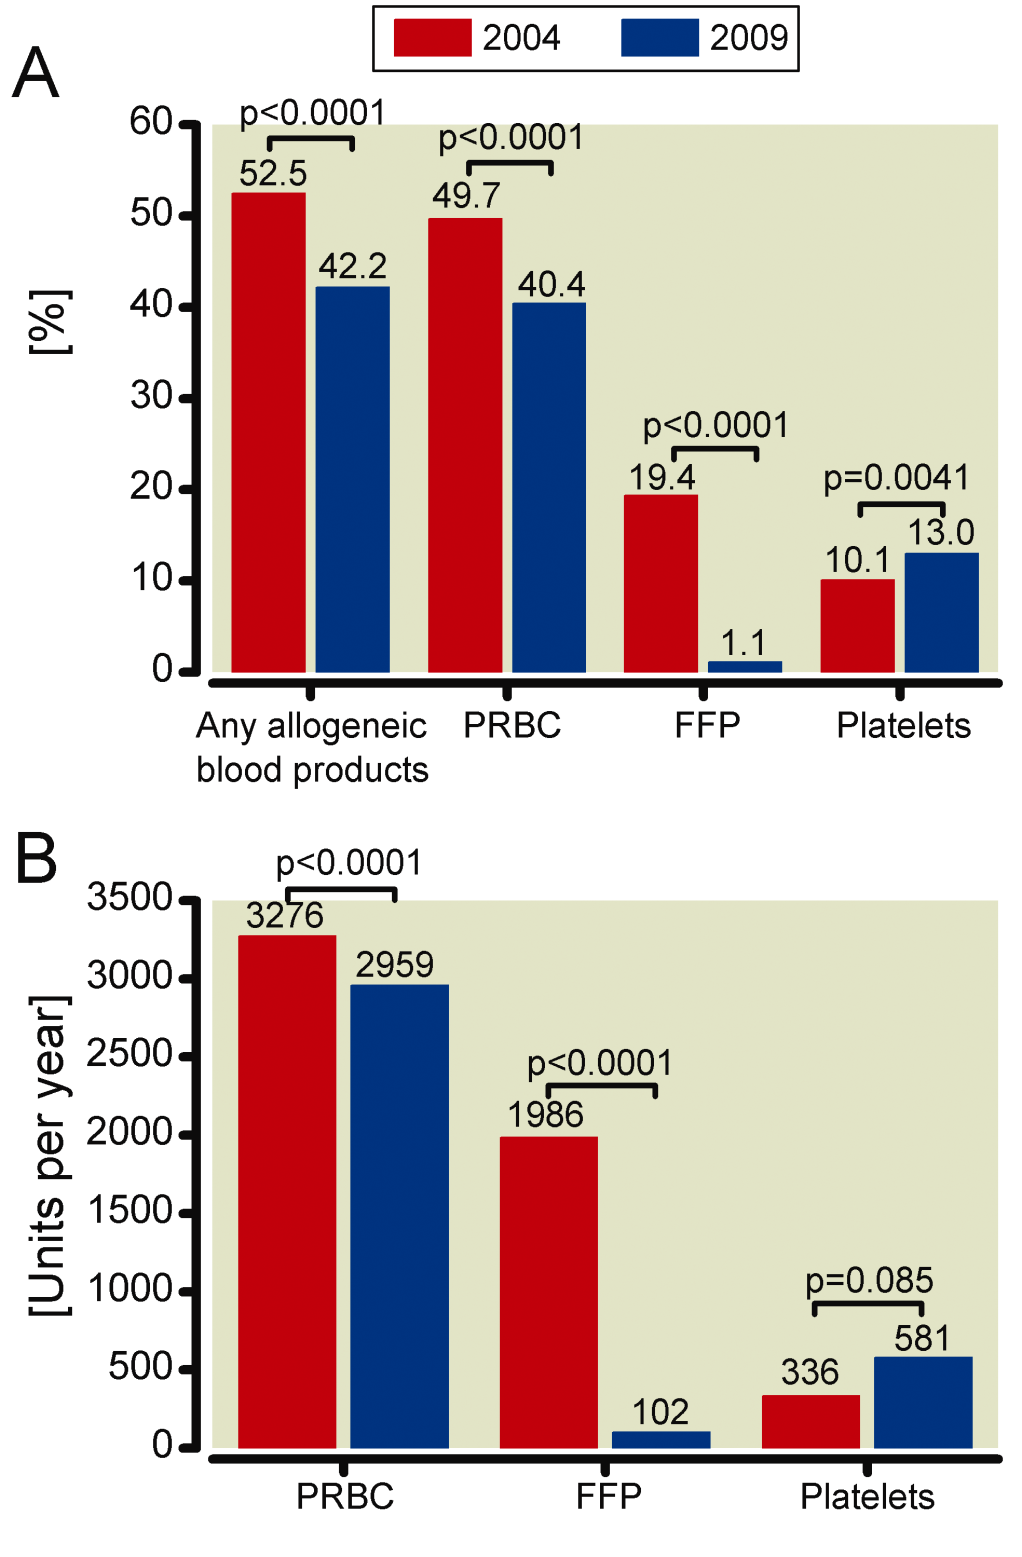 2004 2009
A
60
50
40
30
20
10
0
[%]
p<0.0001
52.5
42.2
p<0.0001
49.7
40.4
p<0.0001
19.4
1.1
p=0.0041
10.1
13.0
Any allogeneic
blood products
PRBC
FFP
Platelets
B
3500
3000
2500
2000
1500
1000
500
0
[Units per year]
p<0.0001
3276
2959
p<0.0001
1986
102
p=0.085
336
581
PRBC
FFP
Platelets